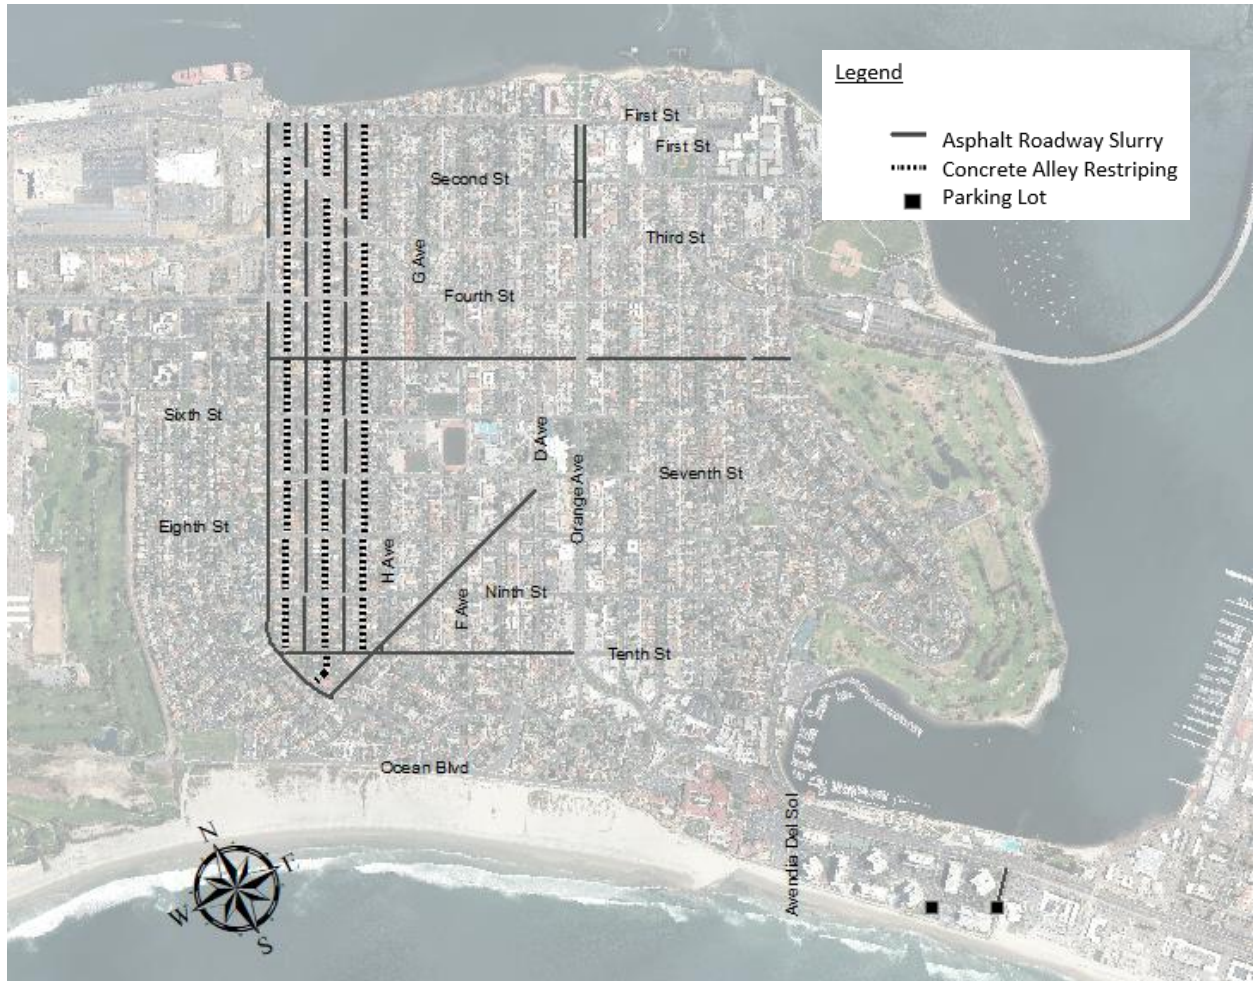 Legend
Asphalt Roadway Slurry
Concrete Alley Restriping
Parking Lot
First St
First St
Second St
Third St
G Ave
Fourth St
Sixth St
D Ave
Orange Ave
Seventh St
Eighth St
H Ave
F Ave
Ninth St
Tenth St
Ocean Blvd
Avendia Del Sol
N
E
W
S